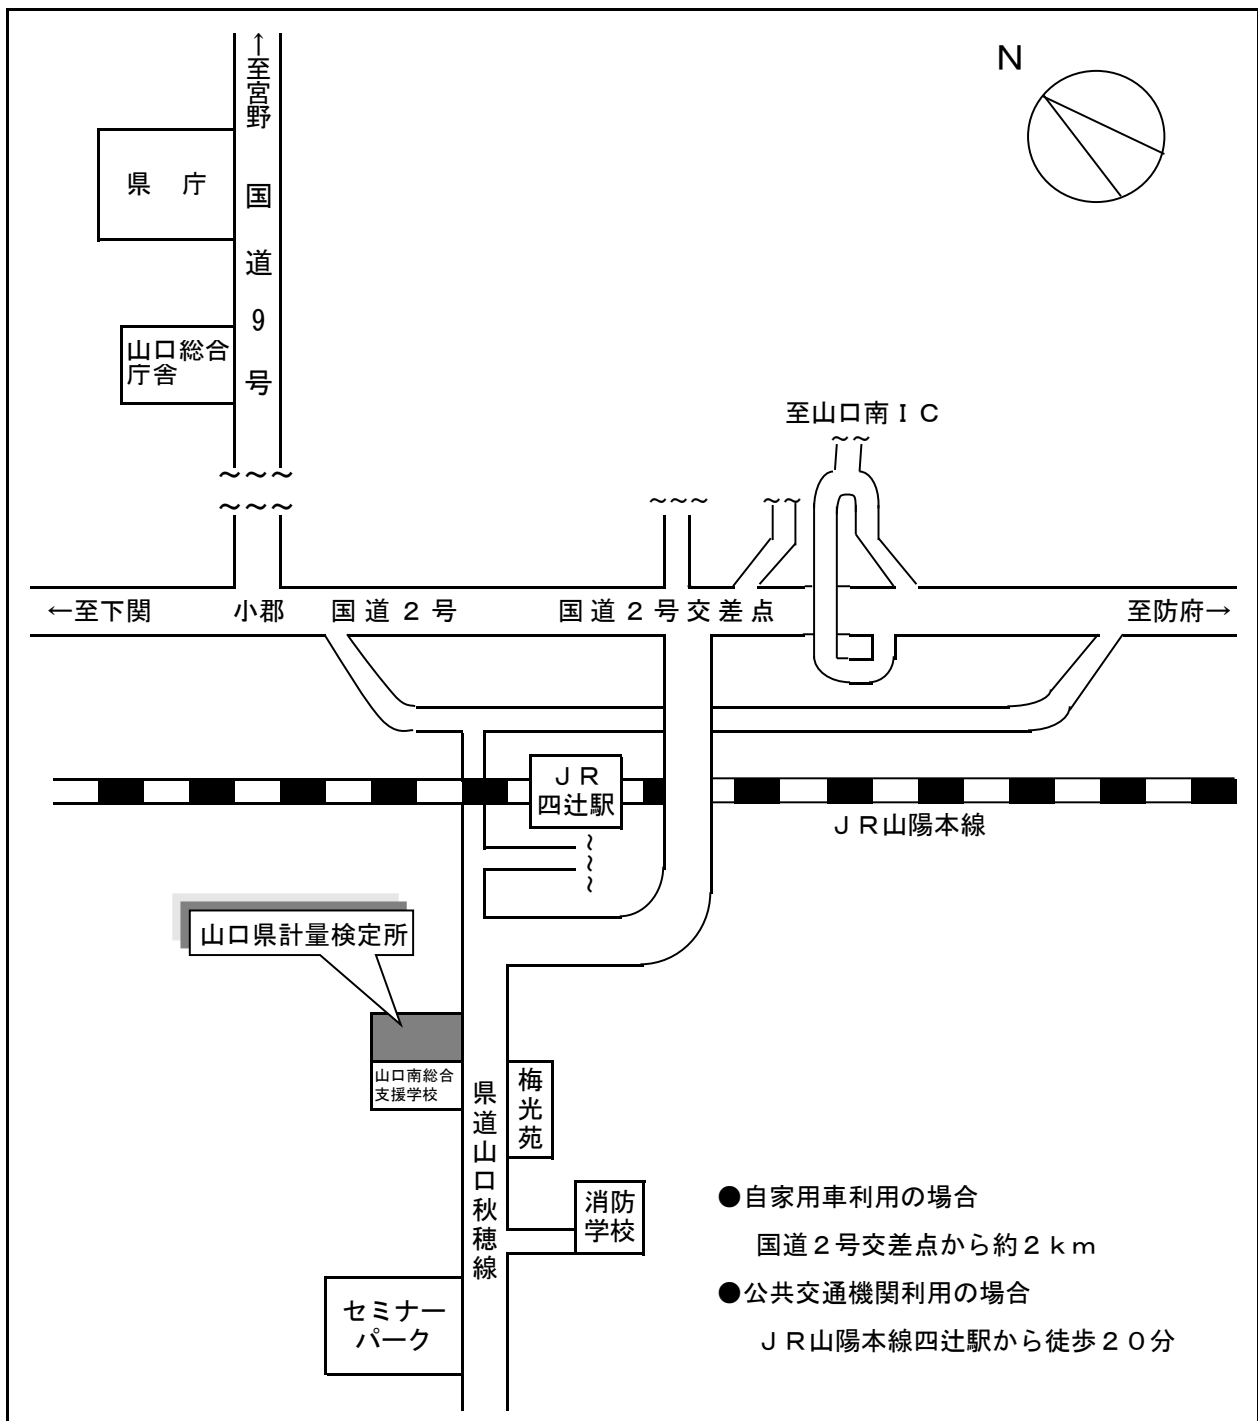 ↑至宮野 国道9号
N
県 庁
山口総合
庁舎
至山口南IC
←至下関
小郡
国道2号
国道2号交差点
至防府→
JR
四辻駅
JR山陽本線
山口県計量検定所
山口南総合
支援学校
県道山口秋穂線
梅光苑
消防
学校
セミナー
パーク
●自家用車利用の場合
国道2号交差点から約2km
●公共交通機関利用の場合
JR山陽本線四辻駅から徒歩20分